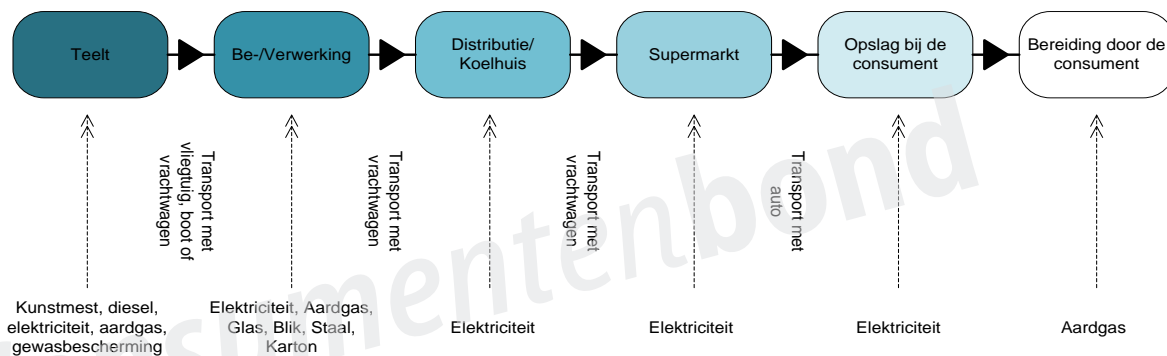 Teelt
Be-/Verwerking
Distributie/
Koelhuis
Supermarkt
Opslag bij de
consument
Bereiding door de
consument
Transport met
vliegtuig, boot of
vrachtwagen
Transport met
vrachtwagen
Transport met
vrachtwagen
Transport met
auto
Kunstmest, diesel,
elektriciteit, aardgas,
gewasbescherming
Elektriciteit, Aardgas,
Glas, Blik, Staal,
Karton
Elektriciteit
Elektriciteit
Elektriciteit
Aardgas
sumentenbond